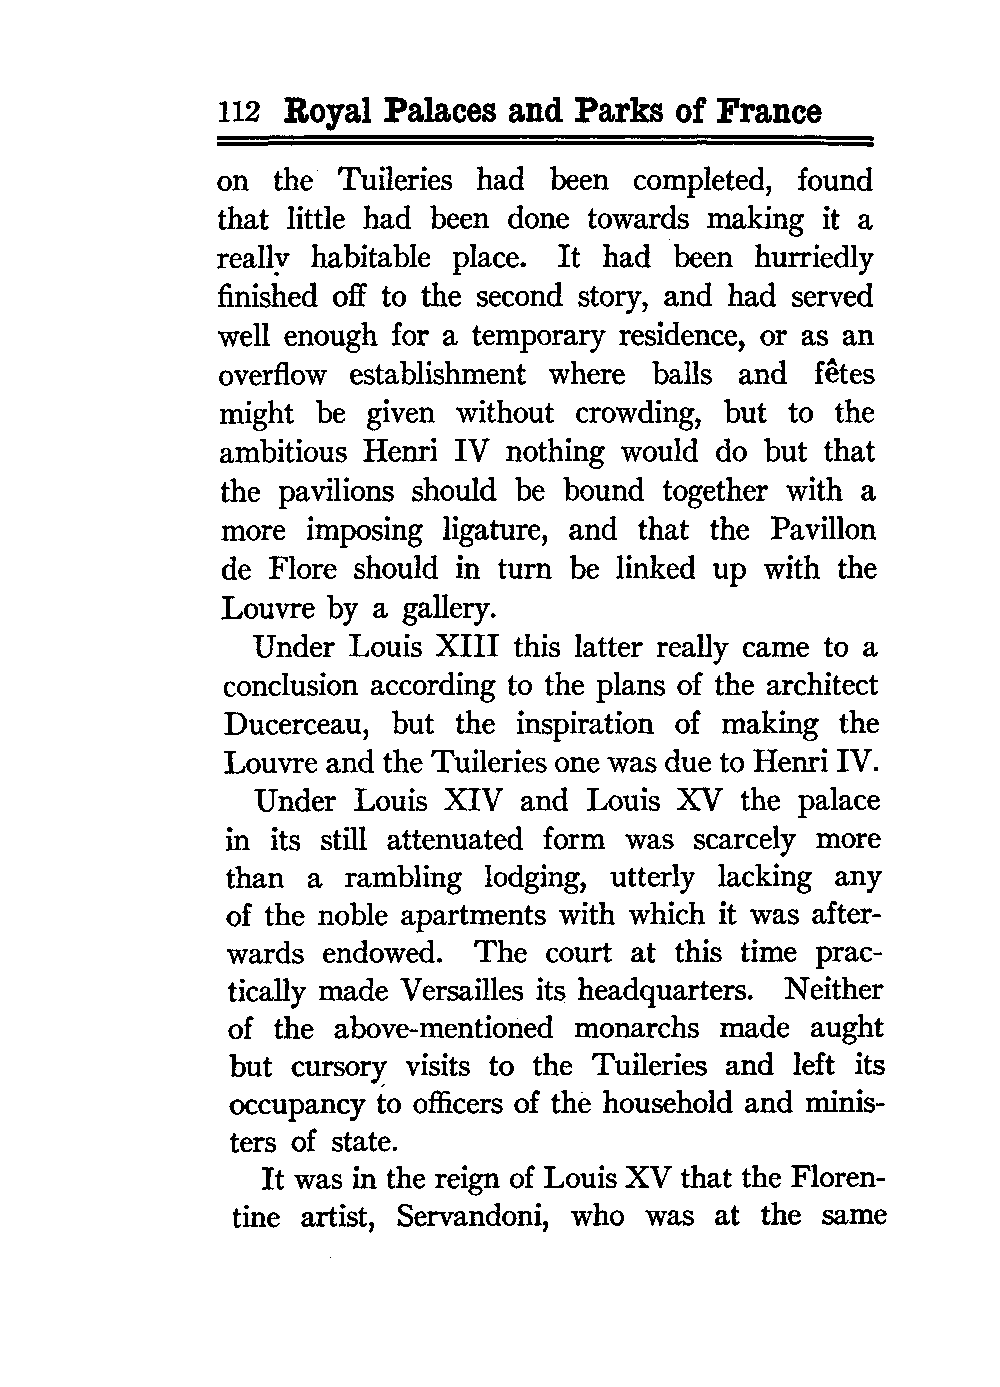 112 Royal Palaces and Parks of France
on the Tuileries had been completed, found
that little had been done towards making it a
really habitable place. It had been hurriedly
finished off to the second story, and had served
well enough for a temporary residence, or as an
overflow establishment where balls and fêtes
might be given without crowding, but to the
ambitious Henri IV nothing would do but that
the pavilions should be bound together with a
more imposing ligature, and that the Pavillon
de Flore should in turn be linked up with the
Louvre by a gallery.
Under Louis XIII this latter really came to a
conclusion according to the plans of the architect
Ducerceau, but the inspiration of making the
Louvre and the Tuileries one was due to Henri IV.
Under Louis XIV and Louis XV the palace
in its still attenuated form was scarcely more
than a rambling lodging, utterly lacking any
of the noble apartments with which it was after-
wards endowed. The court at this time prac-
tically made Versailles its headquarters. Neither
of the above-mentioned monarchs made aught
but cursory visits to the Tuileries and left its
occupancy to officers of the household and minis-
ters of state.
It was in the reign of Louis XV that the Floren-
tine artist, Servandoni, who was at the same